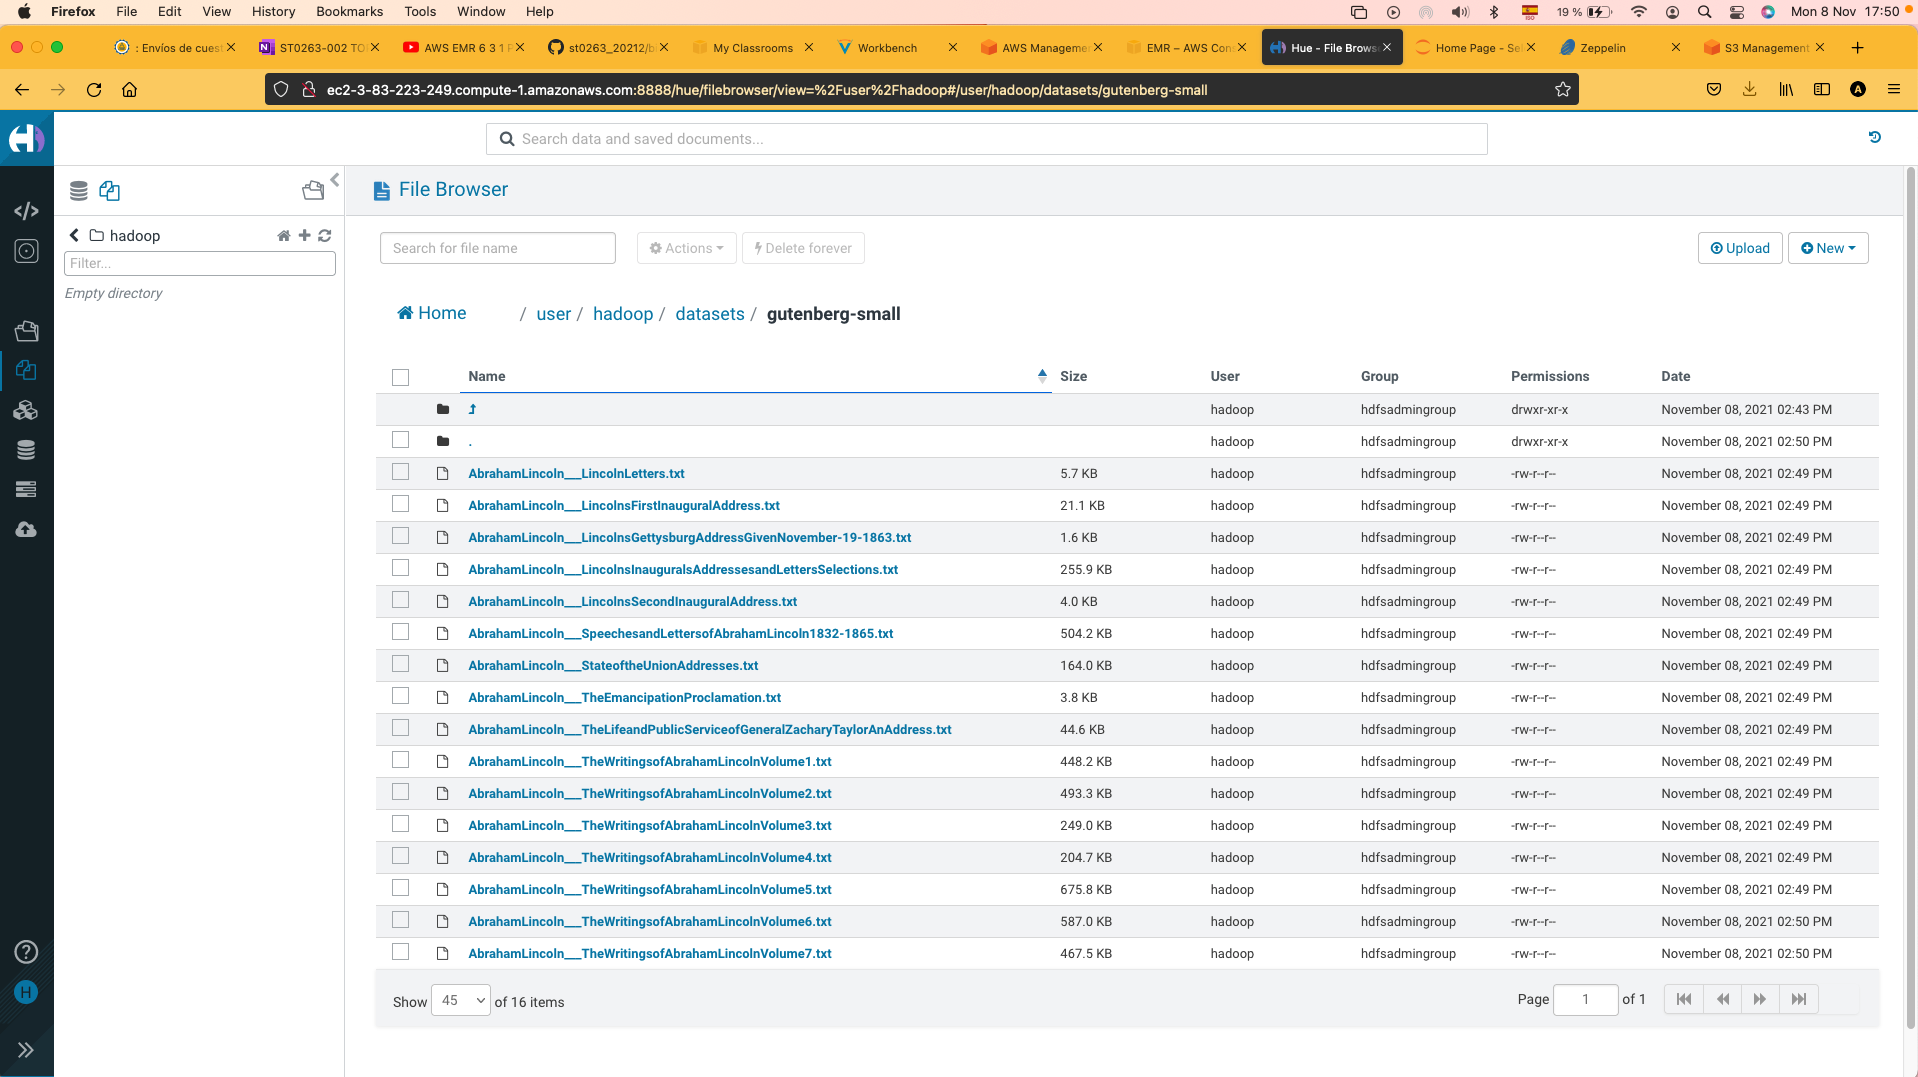 Firefox File Edit View History Bookmarks Tools Window Help 19 % Mon 8 Nov 17:50
: Envíos de cues ST0263-002 TO AWS EMR 6 3 1 P st0263_20212/b My Classrooms Workbench AWS Manageme EMR – AWS Con Hue - File Brows Home Page - Se Zeppelin S3 Management
ec2-3-83-223-249.compute-1.amazonaws.com:8888/hue/filebrowser/view=%2Fuser%2Fhadoop#/user/hadoop/datasets/gutenberg-small
Search data and saved documents...
File Browser
hadoop
Filter...
Empty directory
Search for file name Actions Delete forever Upload New
Home / user / hadoop / datasets / gutenberg-small
Name Size User Group Permissions Date
hadoop hdfsadmingroup drwxr-xr-x November 08, 2021 02:43 PM
. hadoop hdfsadmingroup drwxr-xr-x November 08, 2021 02:50 PM
AbrahamLincoln___LincolnLetters.txt 5.7 KB hadoop hdfsadmingroup -rw-r--r-- November 08, 2021 02:49 PM
AbrahamLincoln___LincolnsFirstInauguralAddress.txt 21.1 KB hadoop hdfsadmingroup -rw-r--r-- November 08, 2021 02:49 PM
AbrahamLincoln___LincolnsGettysburgAddressGivenNovember-19-1863.txt 1.6 KB hadoop hdfsadmingroup -rw-r--r-- November 08, 2021 02:49 PM
AbrahamLincoln___LincolnsInauguralsAddressesandLettersSelections.txt 255.9 KB hadoop hdfsadmingroup -rw-r--r-- November 08, 2021 02:49 PM
AbrahamLincoln___LincolnsSecondInauguralAddress.txt 4.0 KB hadoop hdfsadmingroup -rw-r--r-- November 08, 2021 02:49 PM
AbrahamLincoln___SpeechesandLettersofAbrahamLincoln1832-1865.txt 504.2 KB hadoop hdfsadmingroup -rw-r--r-- November 08, 2021 02:49 PM
AbrahamLincoln___StateoftheUnionAddresses.txt 164.0 KB hadoop hdfsadmingroup -rw-r--r-- November 08, 2021 02:49 PM
AbrahamLincoln___TheEmancipationProclamation.txt 3.8 KB hadoop hdfsadmingroup -rw-r--r-- November 08, 2021 02:49 PM
AbrahamLincoln___TheLifeandPublicServiceofGeneralZacharyTaylorAnAddress.txt 44.6 KB hadoop hdfsadmingroup -rw-r--r-- November 08, 2021 02:49 PM
AbrahamLincoln___TheWritingsofAbrahamLincolnVolume1.txt 448.2 KB hadoop hdfsadmingroup -rw-r--r-- November 08, 2021 02:49 PM
AbrahamLincoln___TheWritingsofAbrahamLincolnVolume2.txt 493.3 KB hadoop hdfsadmingroup -rw-r--r-- November 08, 2021 02:49 PM
AbrahamLincoln___TheWritingsofAbrahamLincolnVolume3.txt 249.0 KB hadoop hdfsadmingroup -rw-r--r-- November 08, 2021 02:49 PM
AbrahamLincoln___TheWritingsofAbrahamLincolnVolume4.txt 204.7 KB hadoop hdfsadmingroup -rw-r--r-- November 08, 2021 02:49 PM
AbrahamLincoln___TheWritingsofAbrahamLincolnVolume5.txt 675.8 KB hadoop hdfsadmingroup -rw-r--r-- November 08, 2021 02:49 PM
AbrahamLincoln___TheWritingsofAbrahamLincolnVolume6.txt 587.0 KB hadoop hdfsadmingroup -rw-r--r-- November 08, 2021 02:50 PM
AbrahamLincoln___TheWritingsofAbrahamLincolnVolume7.txt 467.5 KB hadoop hdfsadmingroup -rw-r--r-- November 08, 2021 02:50 PM
Show 45 of 16 items Page 1 of 1
H